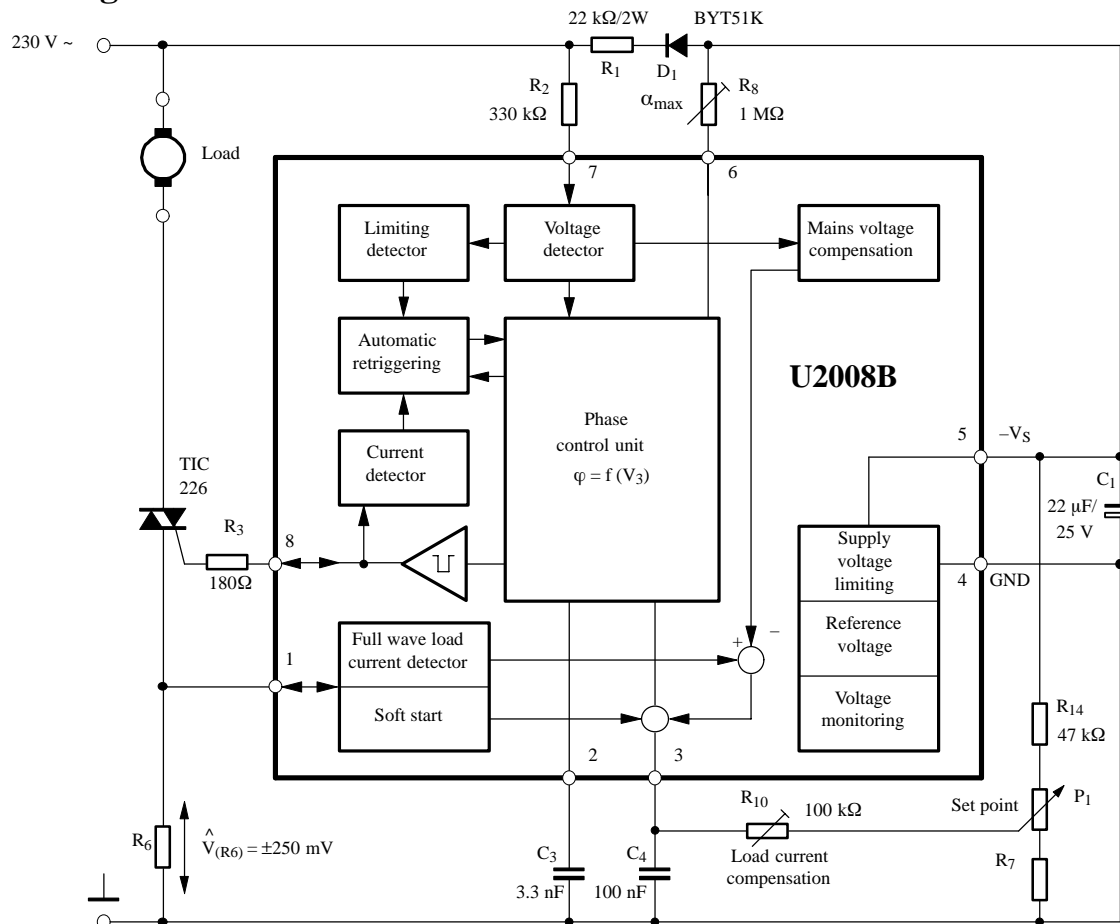 g
22 kΩ/2W
BYT51K
230 V ~
R1
D1
R2
330 kΩ
αmax
R8
1 MΩ
Load
7
6
Limiting
detector
Voltage
detector
Mains voltage
compensation
Automatic
retriggering
U2008B
Phase
control unit
φ = f (V3)
Current
detector
5
–VS
C1
22 μF/
25 V
TIC
226
R3
180Ω
8
Supply
voltage
limiting
4
GND
Reference
voltage
Voltage
monitoring
1
Full wave load
current detector
Soft start
+
–
2
3
R14
47 kΩ
R10
100 kΩ
Set point
P1
Load current
compensation
R6
V̂(R6) = ±250 mV
C3
3.3 nF
C4
100 nF
R7